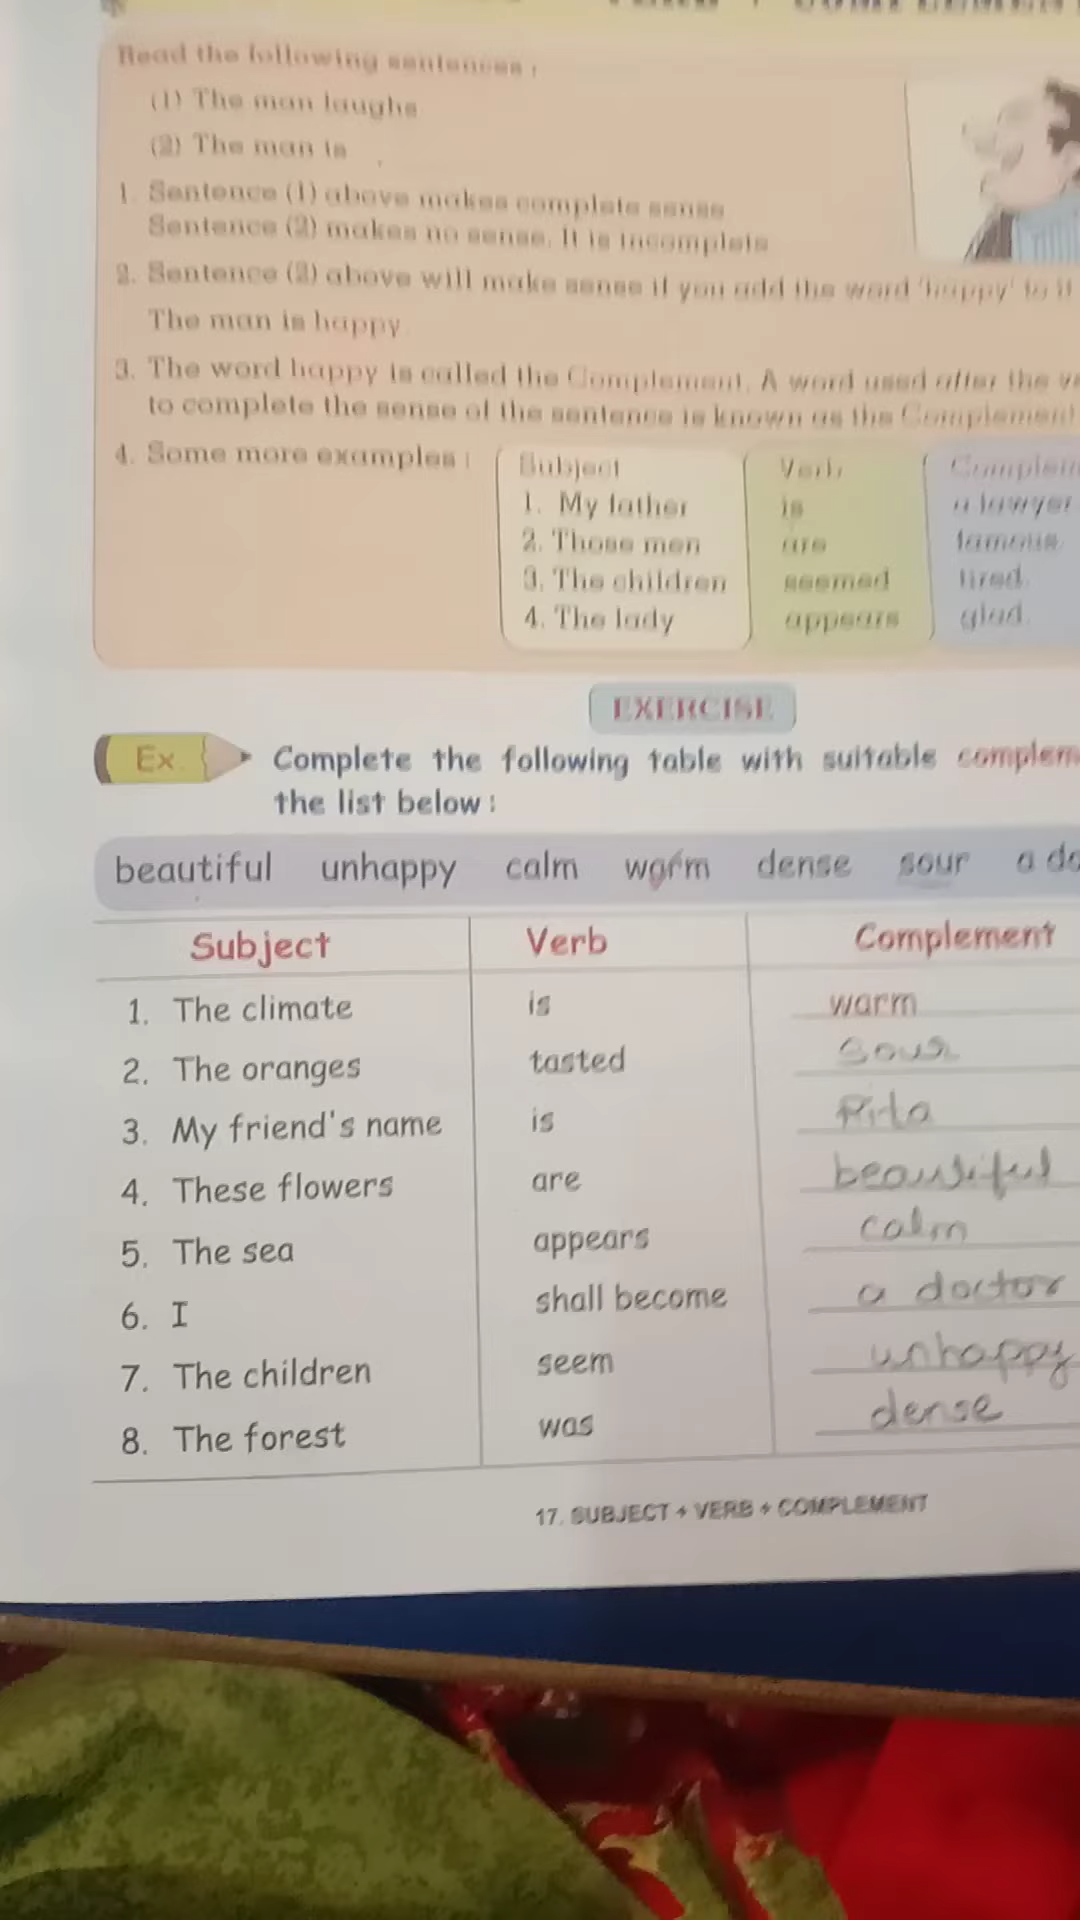 Read the following sentences :
(1) The man laughs
(2) The man is
1. Sentence (1) above makes complete sense
Sentence (2) makes no sense. It is incomplete
2. Sentence (2) above will make sense if you add the word 'happy' to it
The man is happy
3. The word happy is called the Complement. A word used after the
to complete the sense of the sentence is known as the Complement
4. Some more examples :
Subject Verb
1. My father is a lawyer
2. Those men are famous
3. The children seemed tired.
4. The lady appears glad.
EXERCISE
Ex. Complete the following table with suitable
the list below :
beautiful unhappy calm warm dense sour a
Subject Verb Complement
1. The climate is warm
2. The oranges tasted sour
3. My friend's name is Rita
4. These flowers are beautiful
5. The sea appears calm
6. I shall become a doctor
7. The children seem unhappy
8. The forest was dense
17. SUBJECT + VERB + COMPLEMENT